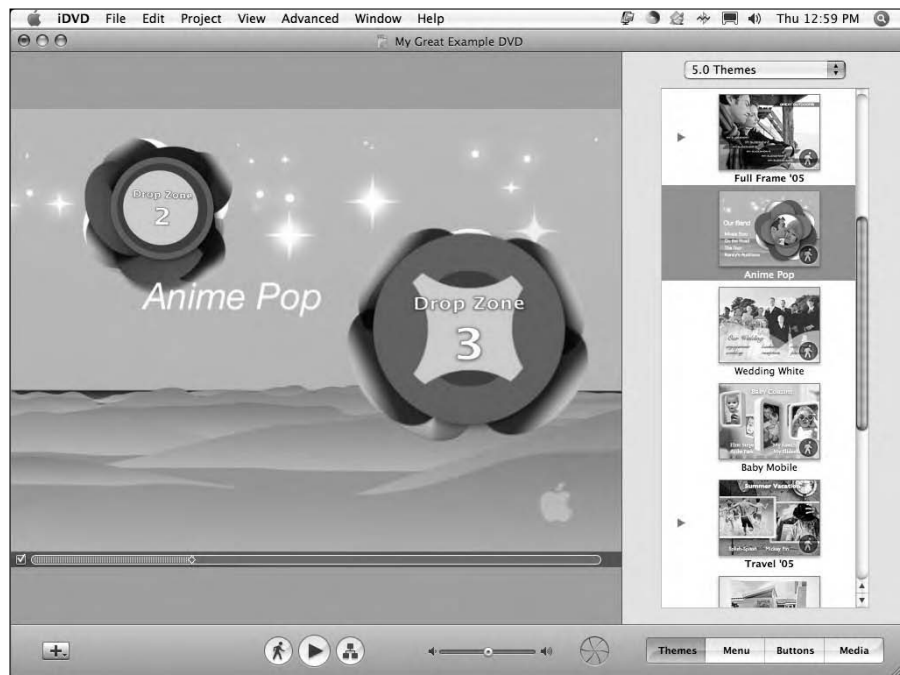 iDVD File Edit Project View Advanced Window Help Thu 12:59 PM
My Great Example DVD
5.0 Themes
Drop Zone
2
Anime Pop
Drop Zone
3
Full Frame '05
Our Band
Anime Pop
Our Wedding
Wedding White
Baby Mobile
Summer Vacation
Travel '05
Themes Menu Buttons Media